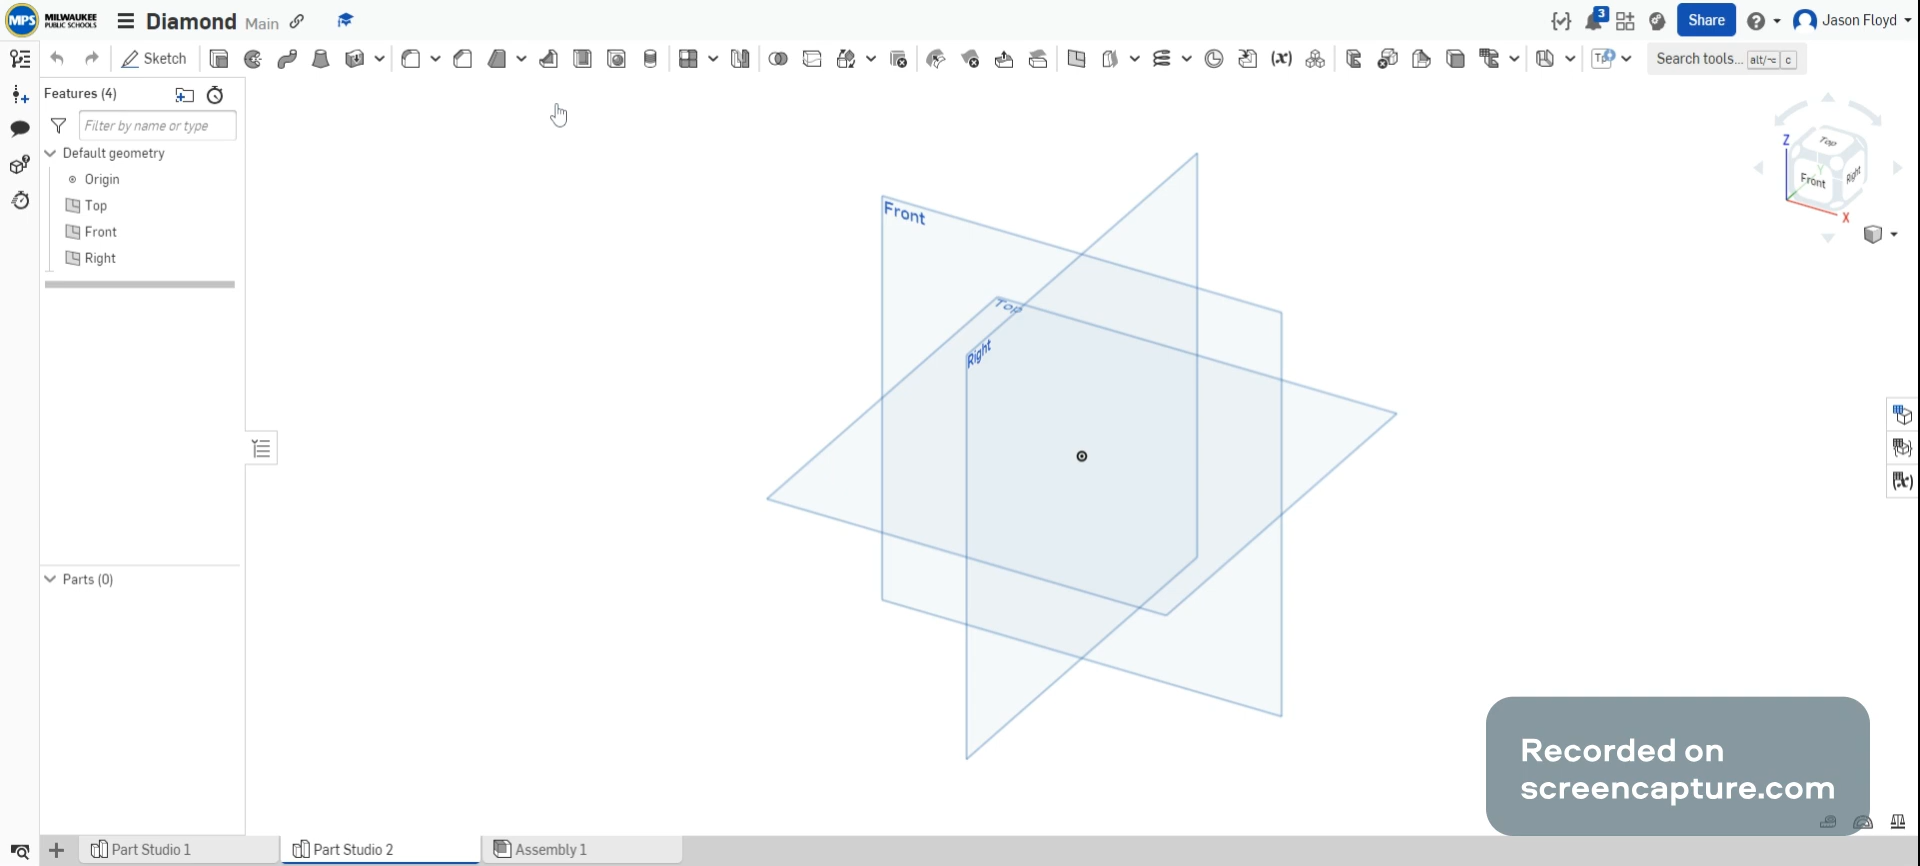 MPS MILWAUKEE
PUBLIC SCHOOLS
Diamond Main
3
Share
Jason Floyd
Sketch
Search tools... alt/⌥ c
Features (4)
Filter by name or type
Default geometry
Origin
Top
Front
Right
Parts (0)
Front
Top
Right
Z
Top
Y
Front
Right
X
Recorded on
screencapture.com
Part Studio 1
Part Studio 2
Assembly 1